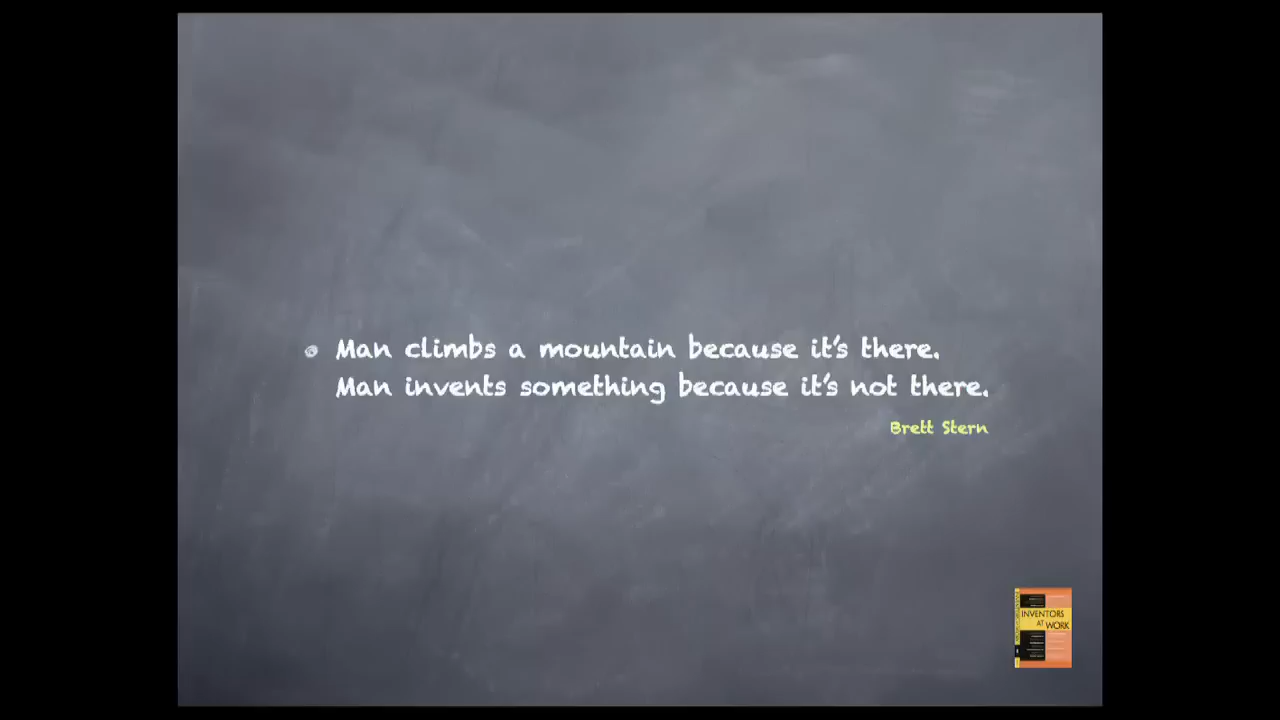 Man climbs a mountain because it's there.
Man invents something because it's not there.
Brett Stern
INVENTORS
AT WORK